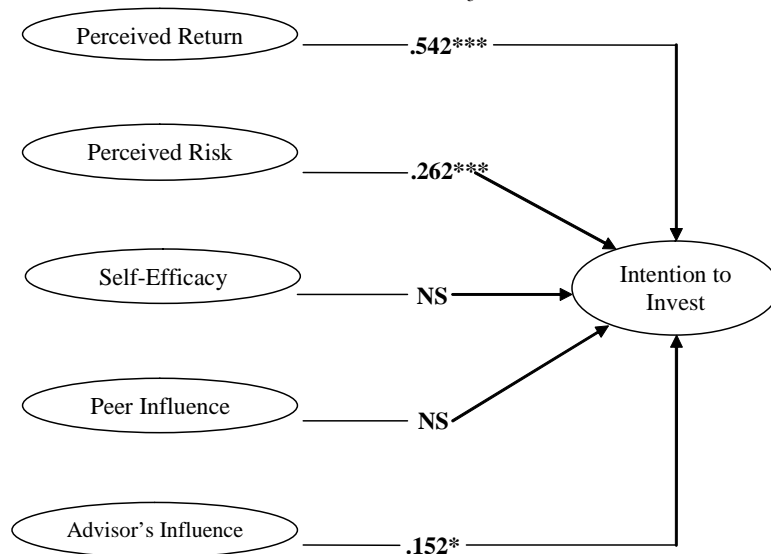 Perceived Return
.542***
Perceived Risk
.262***
Self-Efficacy
NS
Intention to
Invest
Peer Influence
NS
Advisor's Influence
.152*